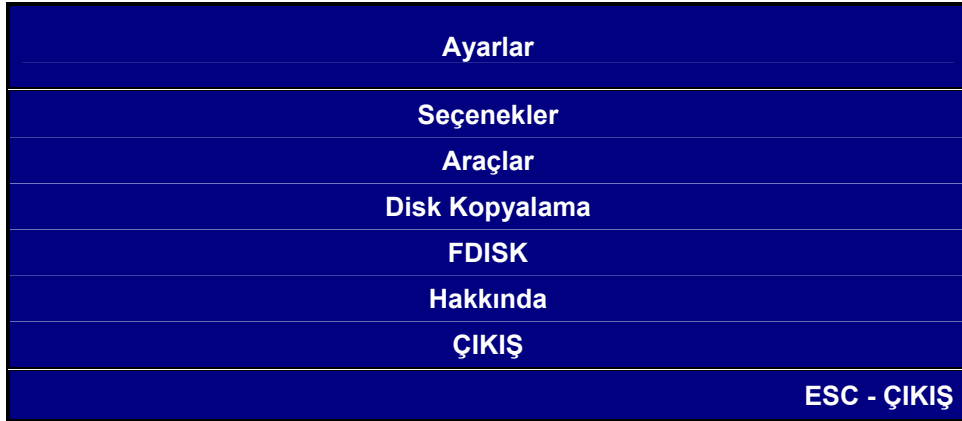 Ayarlar
Seçenekler
Araçlar
Disk Kopyalama
FDISK
Hakkında
ÇIKIŞ
ESC - ÇIKIŞ